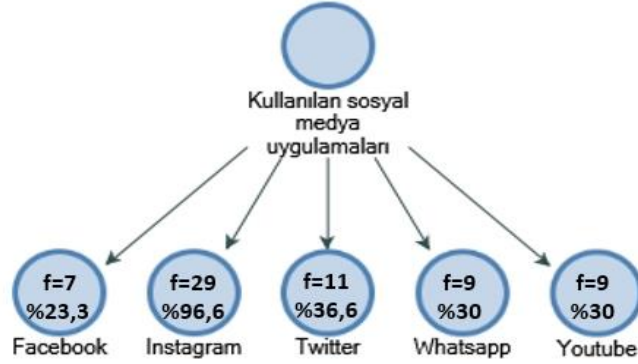 Kullanılan sosyal
medya
uygulamaları
f=7
%23,3
Facebook
f=29
%96,6
Instagram
f=11
%36,6
Twitter
f=9
%30
Whatsapp
f=9
%30
Youtube